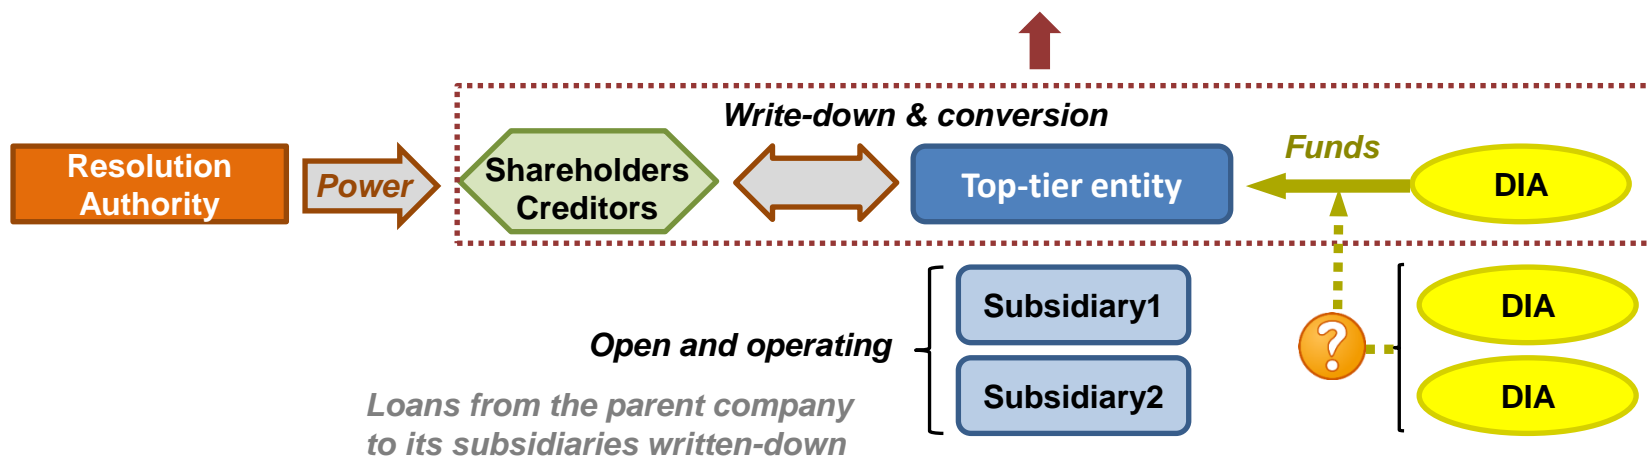 Write-down & conversion
Resolution
Authority
Power
Shareholders
Creditors
Top-tier entity
Funds
DIA
Open and operating
Subsidiary1
Subsidiary2
?
DIA
DIA
Loans from the parent company
to its subsidiaries written-down